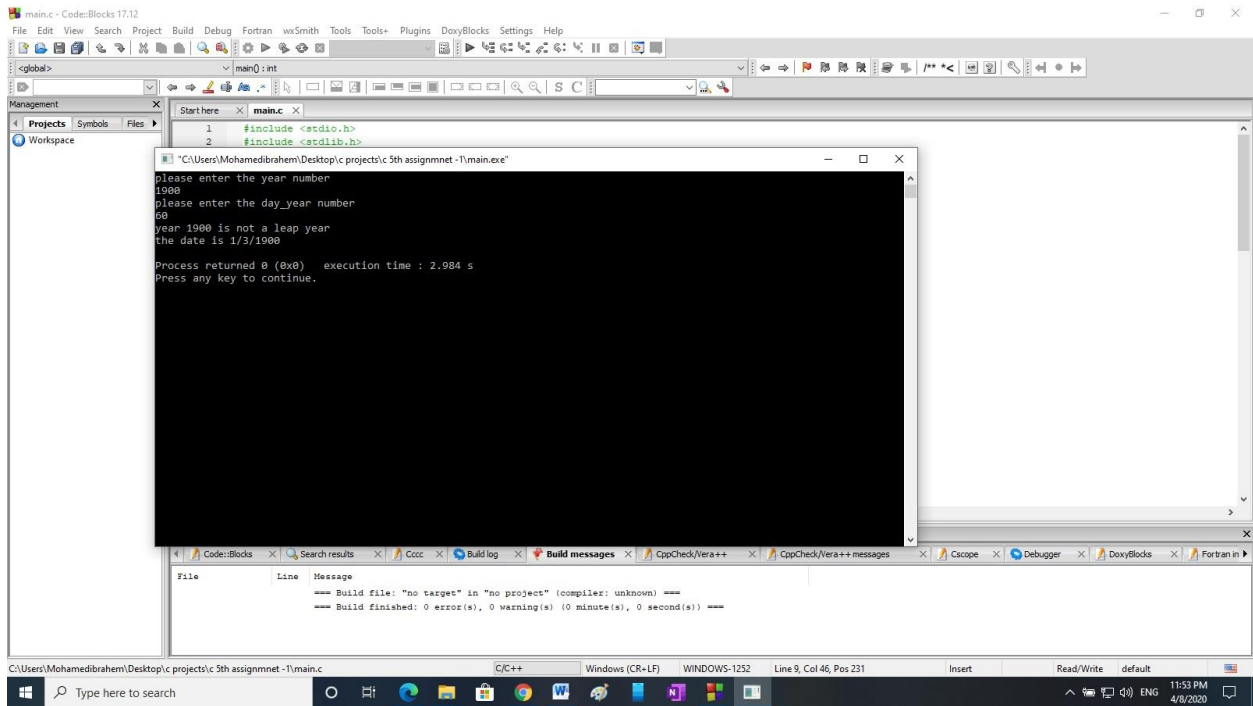 main.c - Code::Blocks 17.12
File Edit View Search Project Build Debug Fortran wxSmith Tools Tools+ Plugins DoxyBlocks Settings Help
<global>
main() : int
/** *<
S C
Management
Projects Symbols Files
Workspace
Start here
main.c
1 #include <stdio.h>
2 #include <stdlib.h>
"C:\Users\Mohamedibrahem\Desktop\c projects\c 5th assignmnet -1\main.exe"
please enter the year number
1900
please enter the day_year number
60
year 1900 is not a leap year
the date is 1/3/1900
Process returned 0 (0x0)   execution time : 2.984 s
Press any key to continue.
Code::Blocks Search results Cccc Build log Build messages CppCheck/Vera++ CppCheck/Vera++ messages Cscope Debugger DoxyBlocks Fortran in
File Line Message
=== Build file: "no target" in "no project" (compiler: unknown) ===
=== Build finished: 0 error(s), 0 warning(s) (0 minute(s), 0 second(s)) ===
C:\Users\Mohamedibrahem\Desktop\c projects\c 5th assignmnet -1\main.c C/C++ Windows (CR+LF) WINDOWS-1252 Line 9, Col 46, Pos 231 Insert Read/Write default
Type here to search
ENG
11:53 PM
4/8/2020